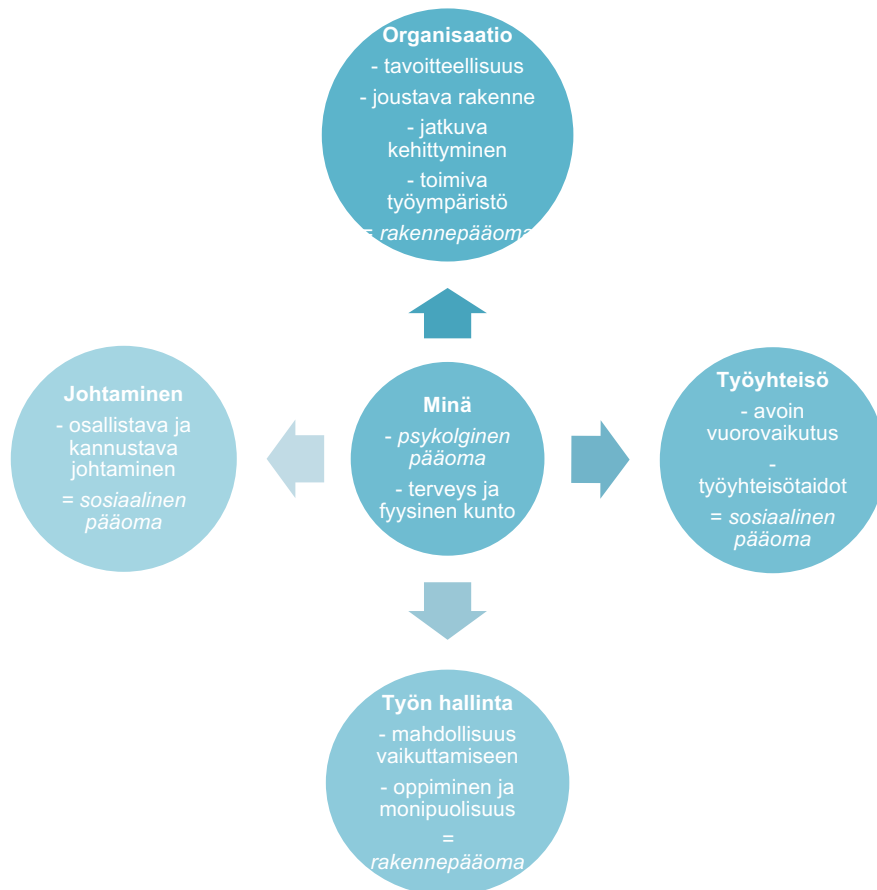 Organisaatio
- tavoitteellisuus
- joustava rakenne
- jatkuva
kehittyminen
- toimiva
työympäristö
= rakennepääoma
Johtaminen
- osallistava ja
kannustava
johtaminen
= sosiaalinen
pääoma
Minä
- psykolginen
pääoma
- terveys ja
fyysinen kunto
Työyhteisö
- avoin
vuorovaikutus
-
työyhteisötaidot
= sosiaalinen
pääoma
Työn hallinta
- mahdollisuus
vaikuttamiseen
- oppiminen ja
monipuolisuus
=
rakennepääoma